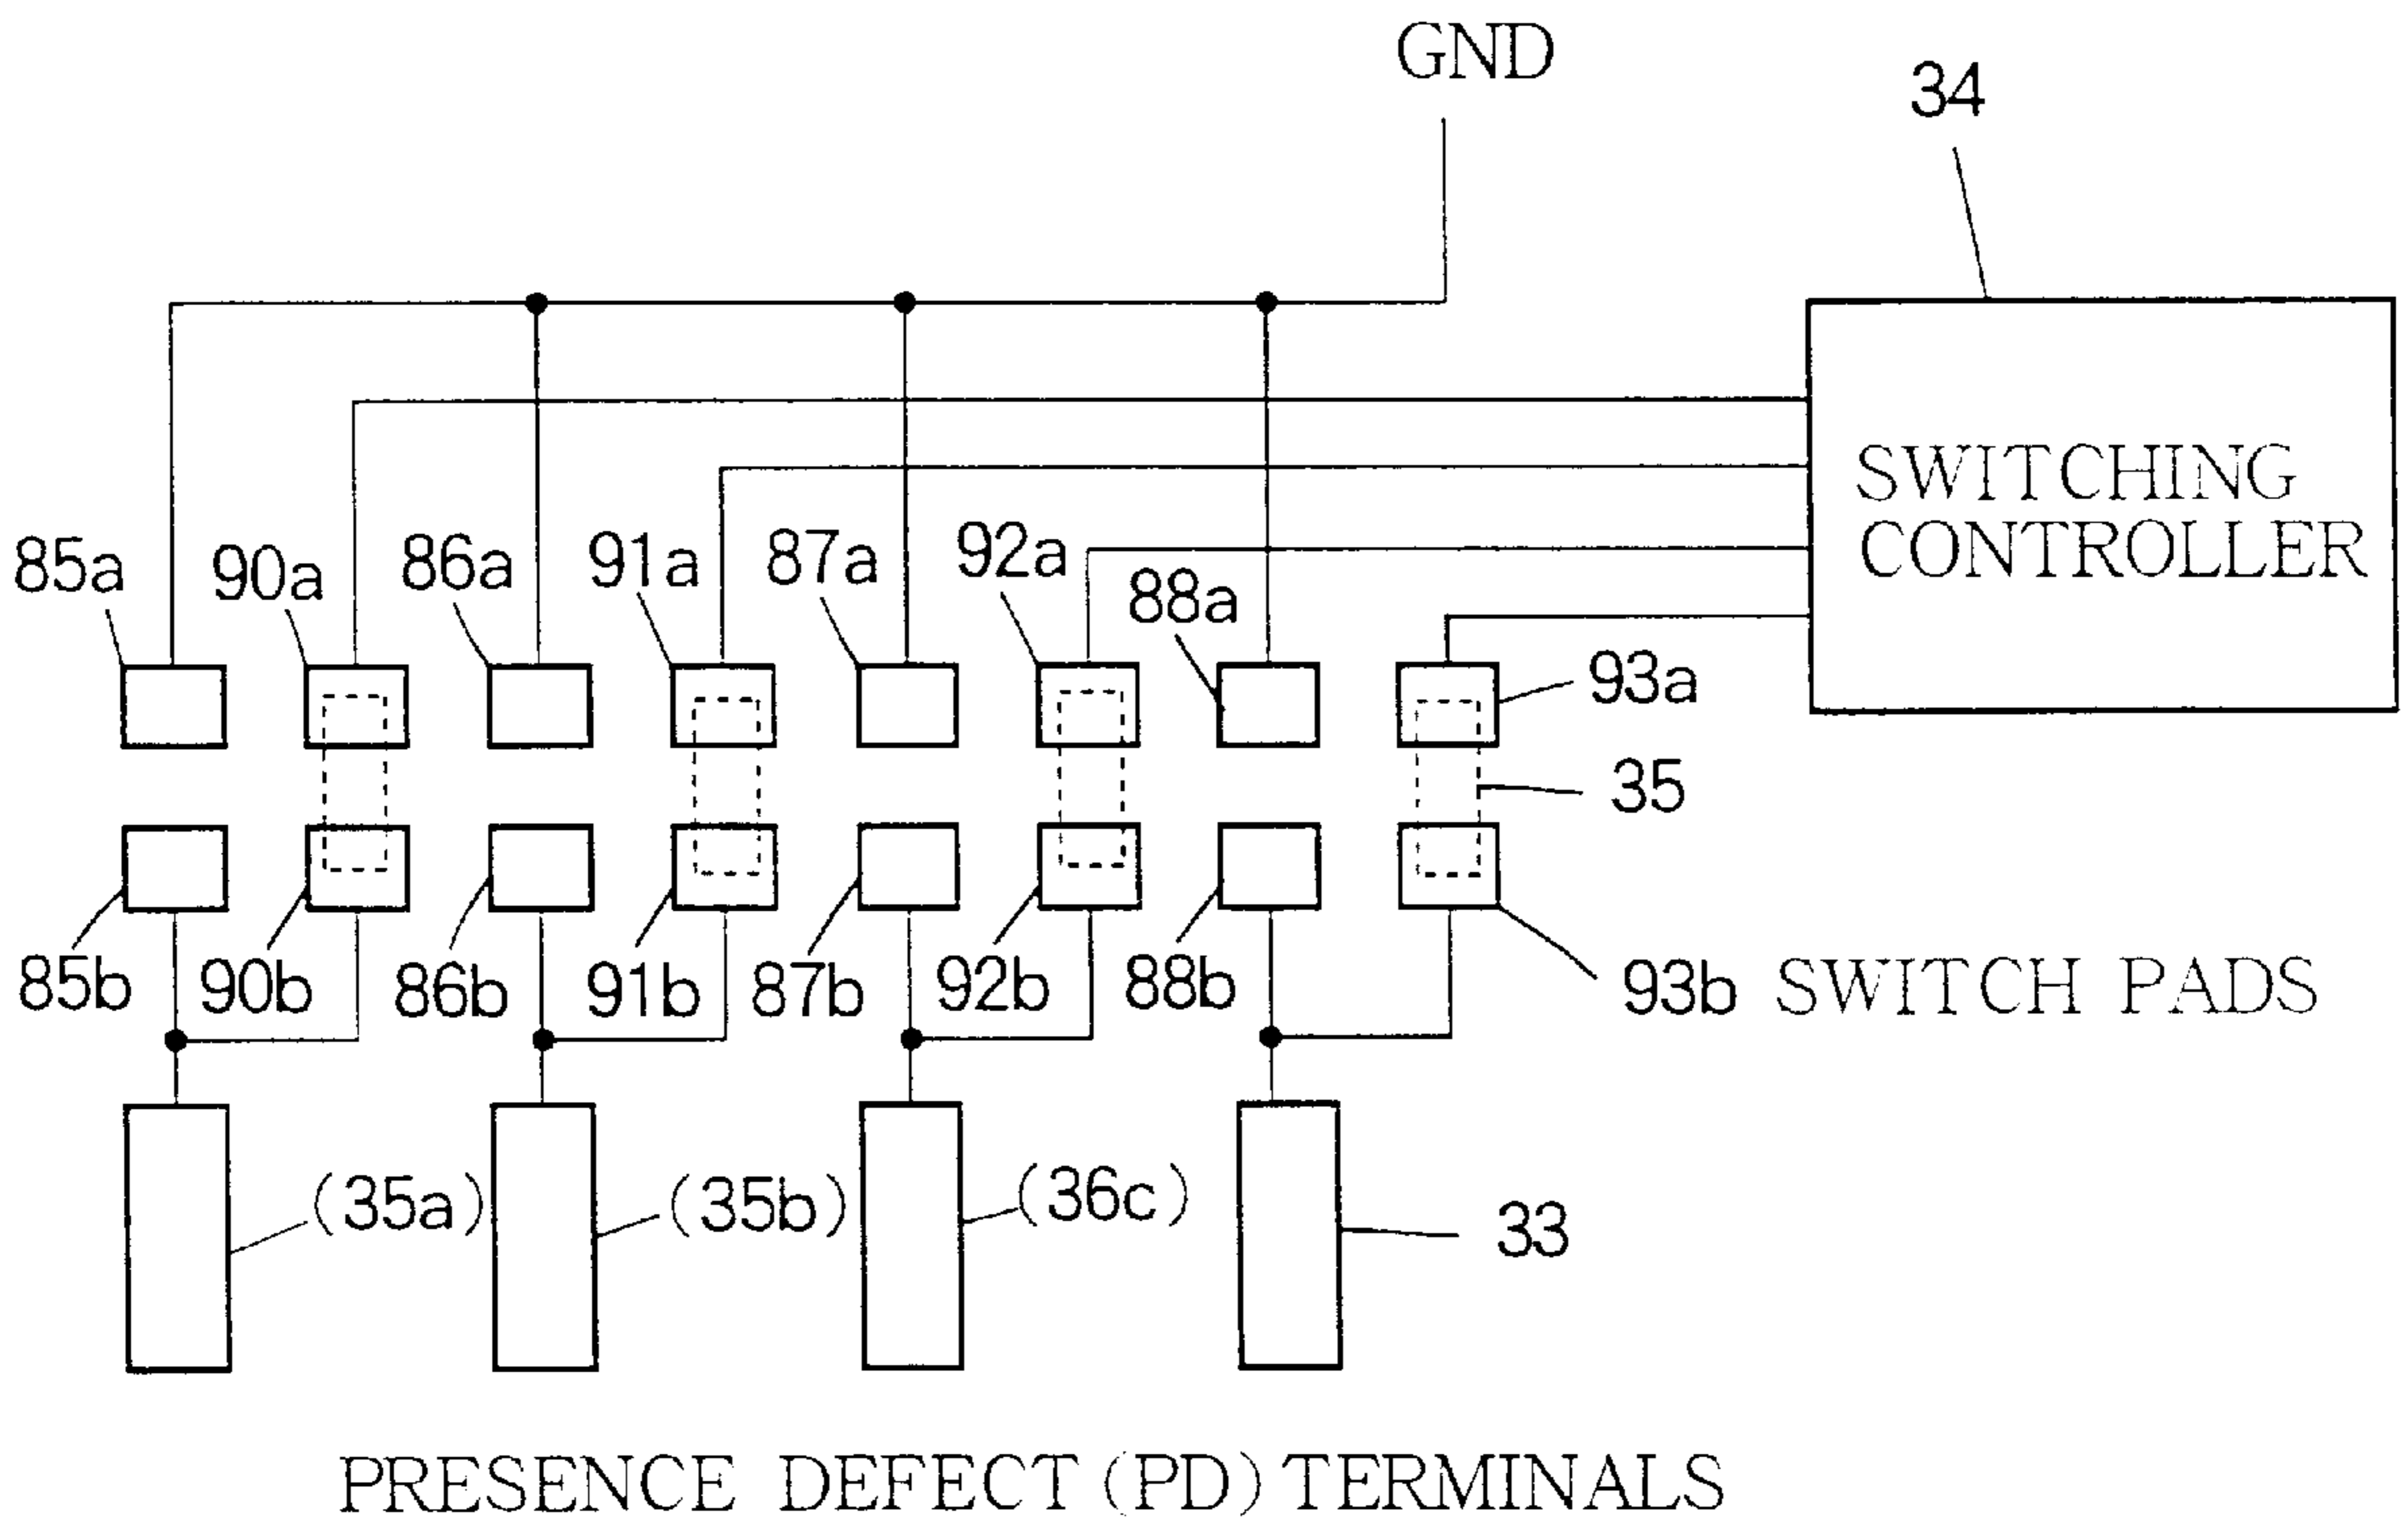 GND
34
SWITCHING
CONTROLLER
85a
90a
86a
91a
87a
92a
88a
93a
35
85b
90b
86b
91b
87b
92b
88b
93b SWITCH PADS
(35a)
(35b)
(36c)
33
PRESENCE DEFECT (PD) TERMINALS